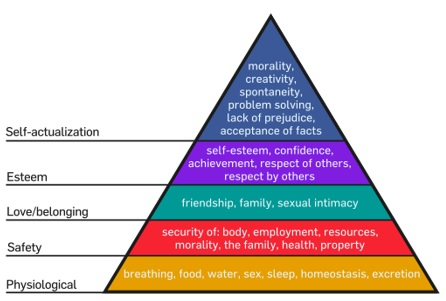 morality,
creativity,
spontaneity,
problem solving,
lack of prejudice,
acceptance of facts
Self-actualization
self-esteem, confidence,
achievement, respect of others,
respect by others
Esteem
friendship, family, sexual intimacy
Love/belonging
security of: body, employment, resources,
morality, the family, health, property
Safety
breathing, food, water, sex, sleep, homeostasis, excretion
Physiological